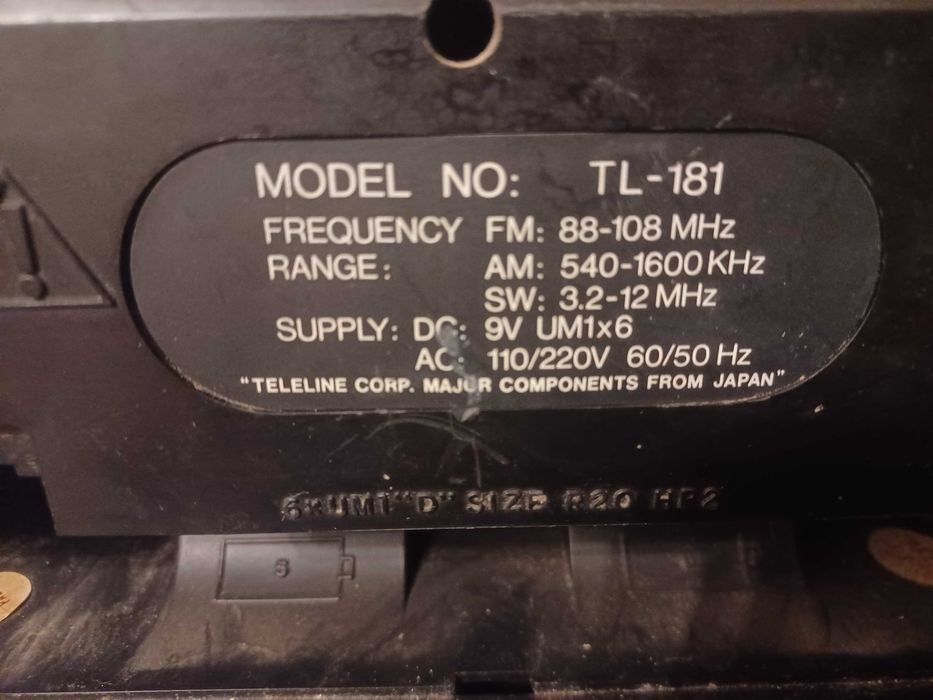 MODEL NO: TL-181
FREQUENCY FM: 88-108 MHz
RANGE: AM: 540-1600 KHz
SW: 3.2-12 MHz
SUPPLY: DC: 9V UM1x6
AC: 110/220V 60/50 Hz
"TELELINE CORP. MAJOR COMPONENTS FROM JAPAN"
6xUM1 "D" SIZE R20 HP2